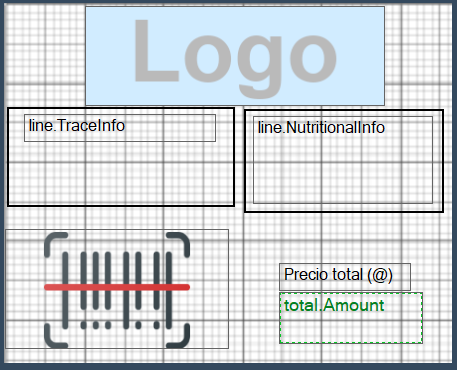 Logo
line.TraceInfo
line.NutritionalInfo
Precio total (@)
total.Amount